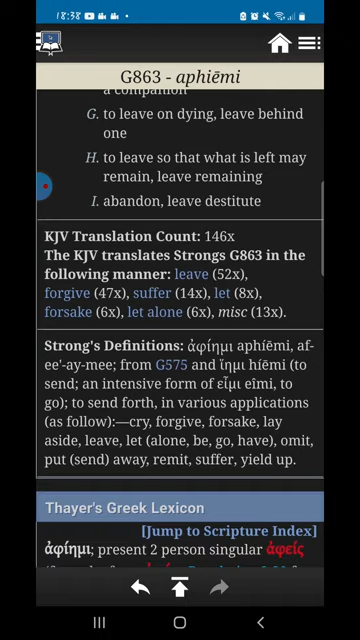 18:38
82%
G863 - aphiēmi
a companion
G. to leave on dying, leave behind
one
H. to leave so that what is left may
remain, leave remaining
I. abandon, leave destitute
KJV Translation Count: 146x
The KJV translates Strongs G863 in the
following manner: leave (52x),
forgive (47x), suffer (14x), let (8x),
forsake (6x), let alone (6x), misc (13x).
Strong's Definitions: ἀφίημι aphíēmi, af-
ee'-ay-mee; from G575 and ἵημι híēmi (to
send; an intensive form of εἶμι eîmi, to
go); to send forth, in various applications
(as follow):—cry, forgive, forsake, lay
aside, leave, let (alone, be, go, have), omit,
put (send) away, remit, suffer, yield up.
Thayer's Greek Lexicon
[Jump to Scripture Index]
ἀφίημι; present 2 person singular ἀφεῖς